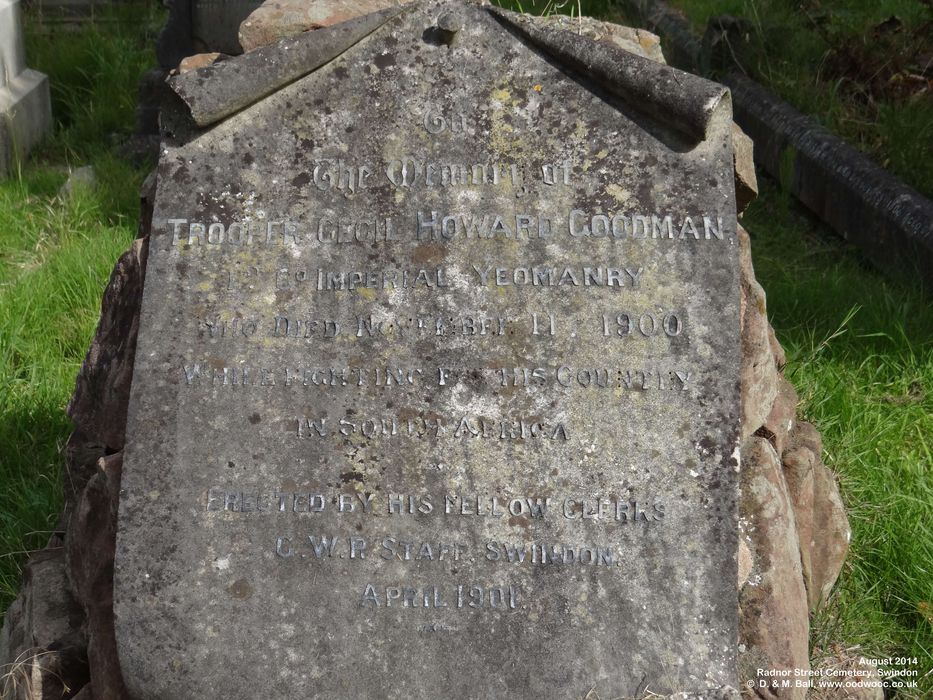 The Memory of
TROOPER CECIL HOWARD GOODMAN.
IMPERIAL YEOMANRY
WHO DIED NOVEMBER 11, 1900
WHILE FIGHTING FOR HIS COUNTRY
IN SOUTH AFRICA
ERECTED BY HIS FELLOW CLERKS
G.W.R. STAFF, SWINDON.
APRIL 1901.
August 2014
Radnor Street Cemetery, Swindon
© D. & M. Ball, www.oodwooc.co.uk